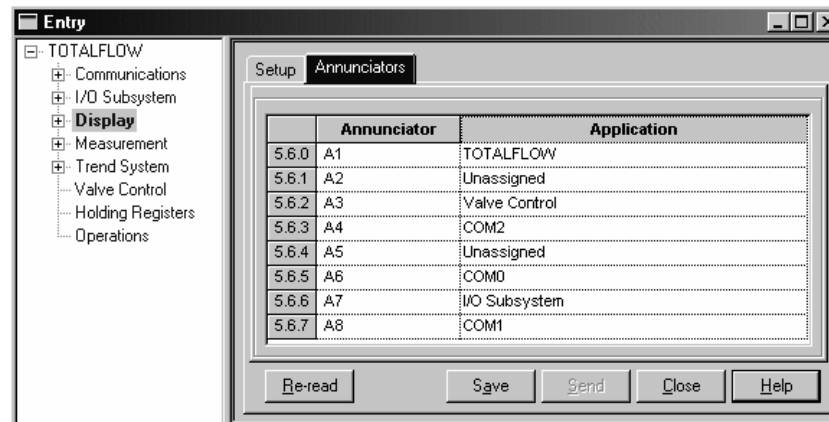 Entry
TOTALFLOW
Communications
I/O Subsystem
Display
Measurement
Trend System
Valve Control
Holding Registers
Operations
Setup Annunciators
Annunciator Application
5.6.0 A1 TOTALFLOW
5.6.1 A2 Unassigned
5.6.2 A3 Valve Control
5.6.3 A4 COM2
5.6.4 A5 Unassigned
5.6.5 A6 COM0
5.6.6 A7 I/O Subsystem
5.6.7 A8 COM1
Re-read Save Send Close Help